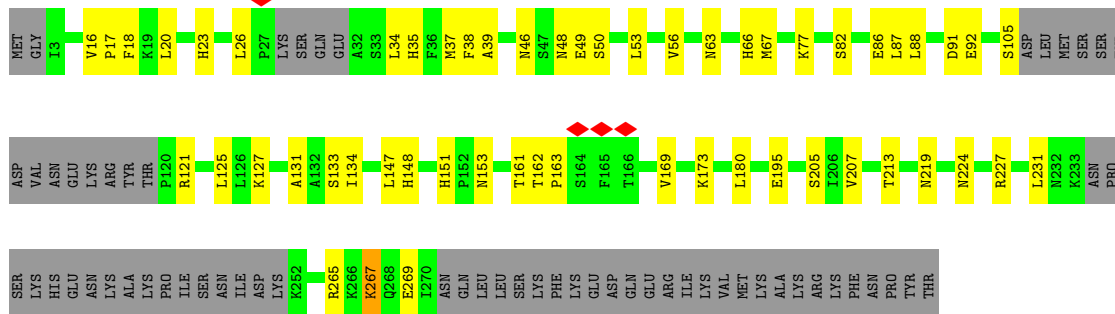 MET GLY I3 V16 P17 F18 K19 L20 H23 L26 P27 LYS SER GLN GLU A32 S33 L34 H35 F36 M37 F38 A39 N46 S47 N48 E49 S50 L53 V56 N63 H66 M67 K77 S82 E86 L87 L88 D91 E92 S105 ASP LEU MET SER SER
ASP VAL ASN GLU LYS ARG TYR THR P120 R121 L125 L126 K127 A131 A132 S133 I134 L147 H148 H151 P152 N153 T161 T162 P163 S164 F165 T166 V169 K173 L180 E195 S205 I206 V207 T213 N219 N224 R227 L231 N232 K233 ASN PRO
SER LYS HIS GLU ASN LYS ALA LYS PRO ILE SER ASN ILE ASP LYS K252 R265 K266 K267 Q268 E269 I270 ASN GLN LEU LEU SER LYS PHE LYS GLU ASP GLN GLU ARG ILE LYS VAL MET LYS ALA LYS ARG LYS PHE ASN PRO TYR THR